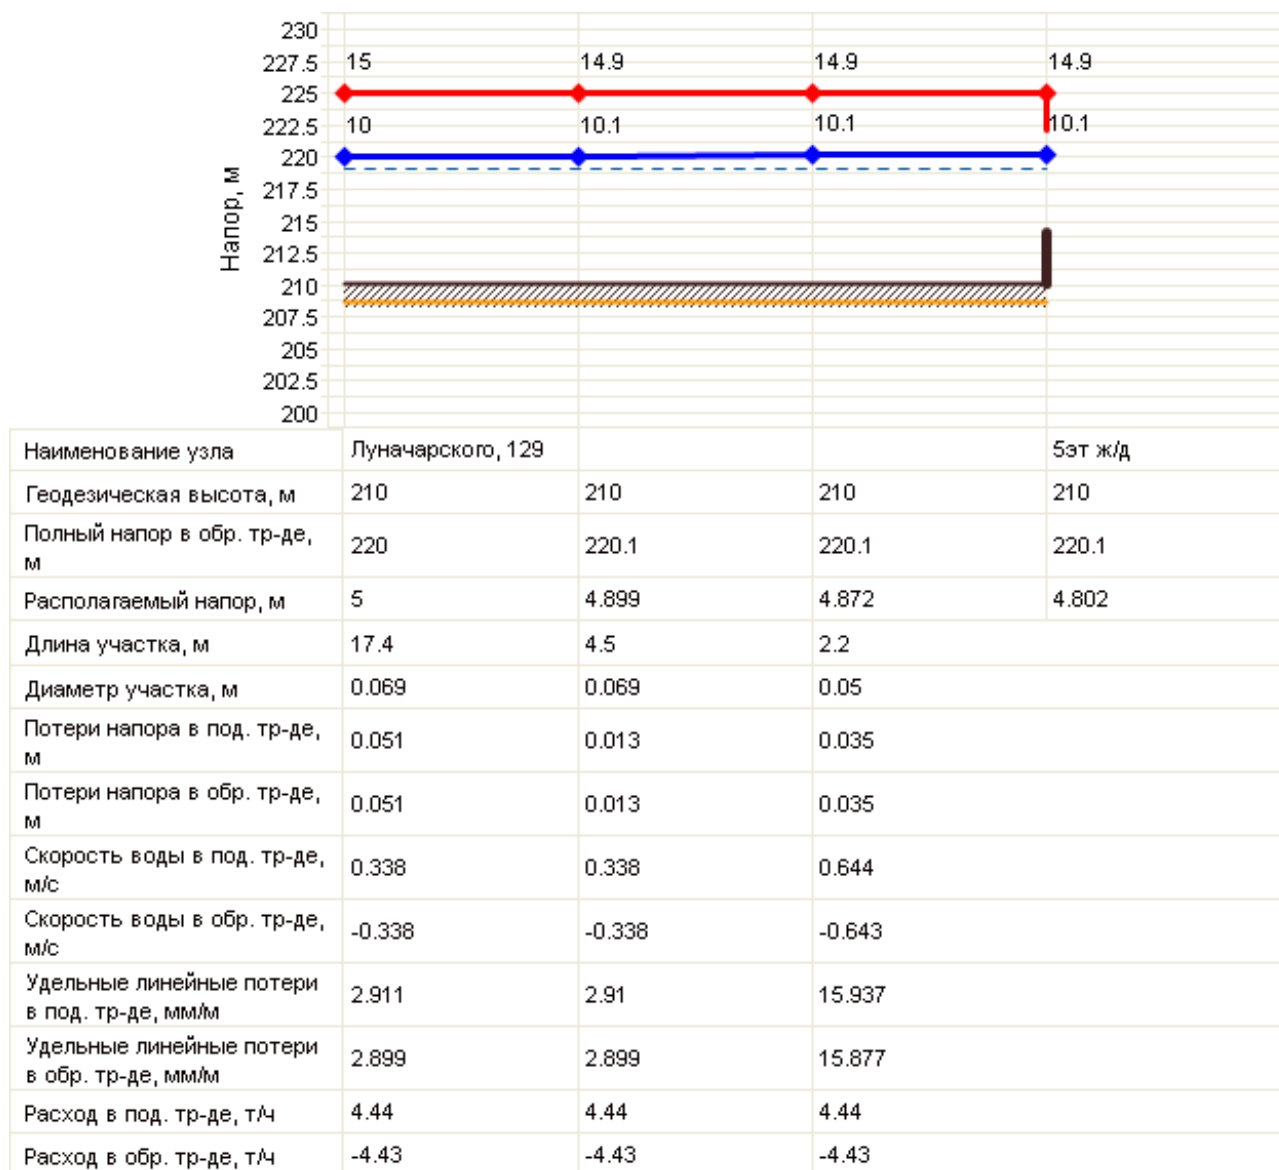 230
227.5
15
14.9
14.9
14.9
225
222.5
10
10.1
10.1
10.1
220
217.5
215
212.5
210
207.5
205
202.5
200
Напор, м
Наименование узла
Луначарского, 129
5эт ж/д
Геодезическая высота, м
210
210
210
210
Полный напор в обр. тр-де,
м
220
220.1
220.1
220.1
Располагаемый напор, м
5
4.899
4.872
4.802
Длина участка, м
17.4
4.5
2.2
Диаметр участка, м
0.069
0.069
0.05
Потери напора в под. тр-де,
м
0.051
0.013
0.035
Потери напора в обр. тр-де,
м
0.051
0.013
0.035
Скорость воды в под. тр-де,
м/с
0.338
0.338
0.644
Скорость воды в обр. тр-де,
м/с
-0.338
-0.338
-0.643
Удельные линейные потери
в под. тр-де, мм/м
2.911
2.91
15.937
Удельные линейные потери
в обр. тр-де, мм/м
2.899
2.899
15.877
Расход в под. тр-де, т/ч
4.44
4.44
4.44
Расход в обр. тр-де, т/ч
-4.43
-4.43
-4.43